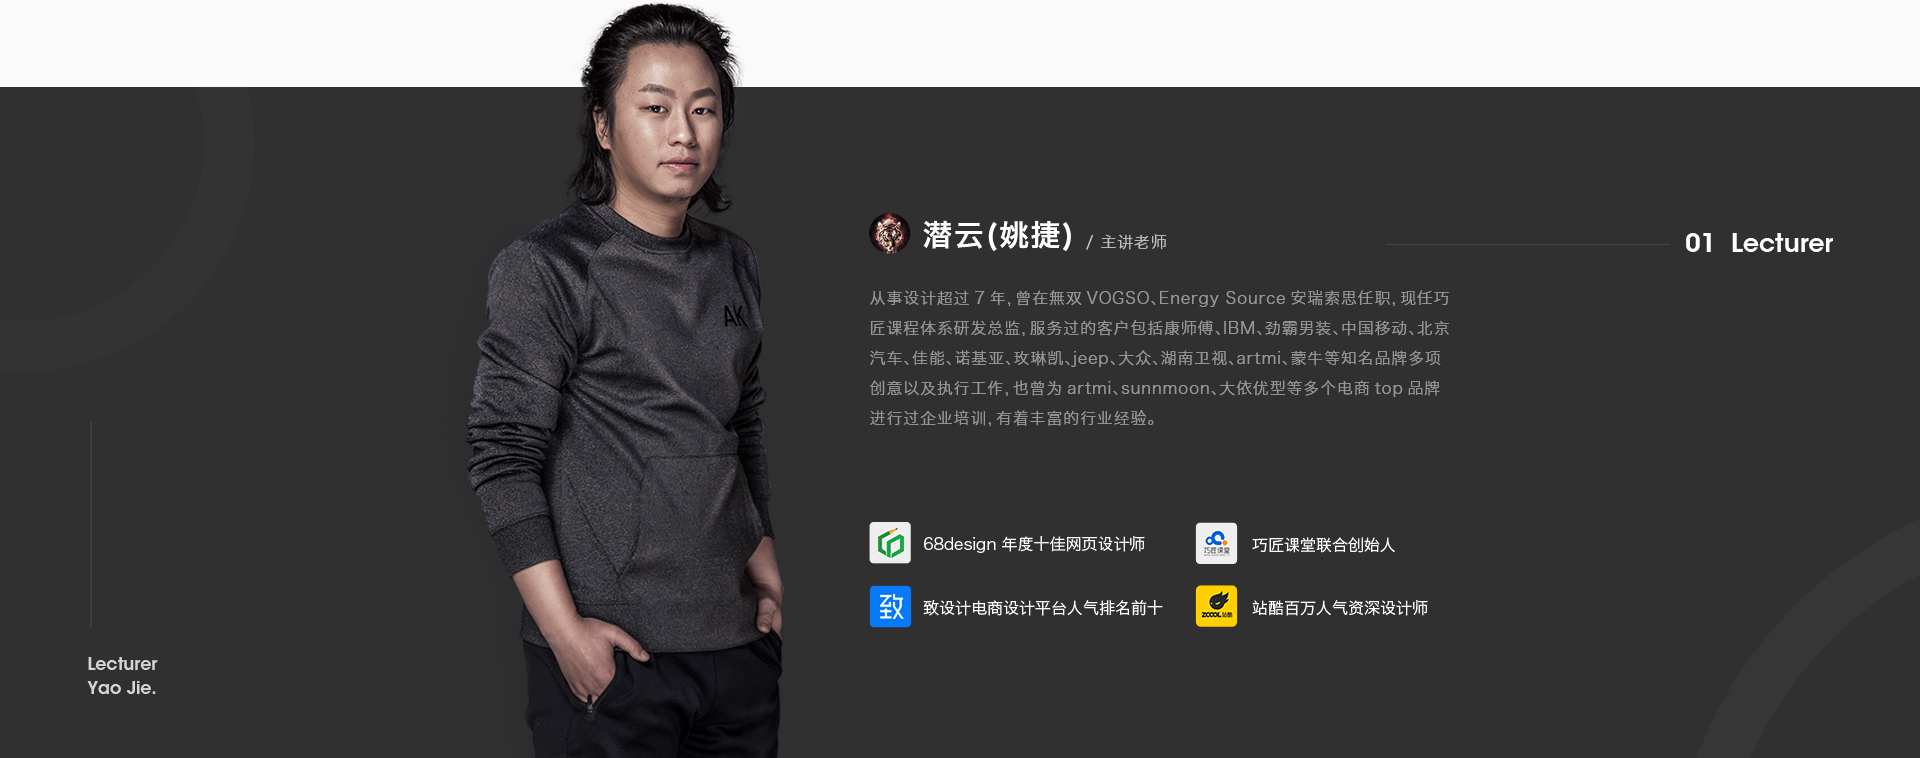 AK
潜云(姚捷) / 主讲老师
01 Lecturer
从事设计超过 7 年, 曾在無双 VOGSO、Energy Source 安瑞索思任职, 现任巧
匠课程体系研发总监, 服务过的客户包括康师傅、IBM、劲霸男装、中国移动、北京
汽车、佳能、诺基亚、玫琳凯、jeep、大众、湖南卫视、artmi、蒙牛等知名品牌多项
创意以及执行工作, 也曾为 artmi、sunnmoon、大依优型等多个电商 top 品牌
进行过企业培训, 有着丰富的行业经验。
68design 年度十佳网页设计师
巧匠课堂
巧匠课堂联合创始人
致
致设计电商设计平台人气排名前十
ZCOOL 站酷
站酷百万人气资深设计师
Lecturer
Yao Jie.